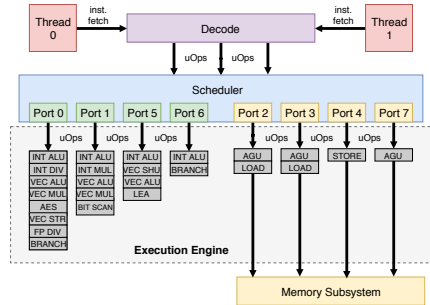 Thread 0
inst. fetch
Decode
inst. fetch
Thread 1
uOps
uOps
Scheduler
Port 0
Port 1
Port 5
Port 6
Port 2
Port 3
Port 4
Port 7
uOps
uOps
uOps
uOps
uOps
uOps
INT ALU
INT DIV
VEC ALU
VEC MUL
AES
VEC STR
FP DIV
BRANCH
INT ALU
INT MUL
VEC ALU
VEC MUL
BIT SCAN
INT ALU
VEC SHU
VEC ALU
LEA
INT ALU
BRANCH
AGU
LOAD
AGU
LOAD
STORE
AGU
Execution Engine
Memory Subsystem